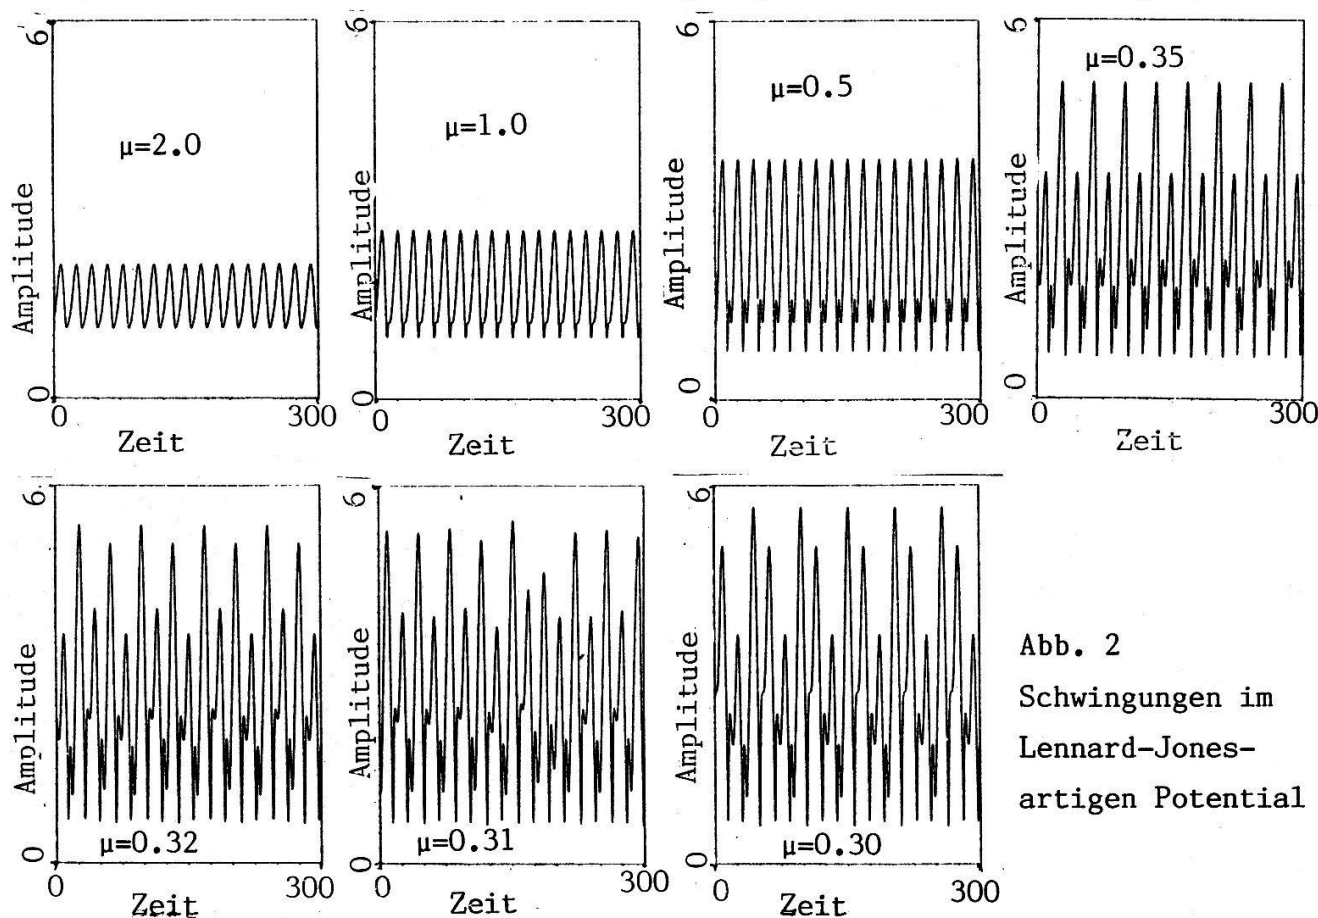 6
Amplitude
μ=2.0
0
0
300
Zeit
6
Amplitude
μ=1.0
0
0
300
Zeit
6
Amplitude
μ=0.5
0
0
300
Zeit
6
Amplitude
μ=0.35
0
0
300
Zeit
6
Amplitude
μ=0.32
0
0
300
Zeit
6
Amplitude
μ=0.31
0
0
300
Zeit
6
Amplitude
μ=0.30
0
0
300
Zeit
Abb. 2
Schwingungen im
Lennard-Jones-
artigen Potential